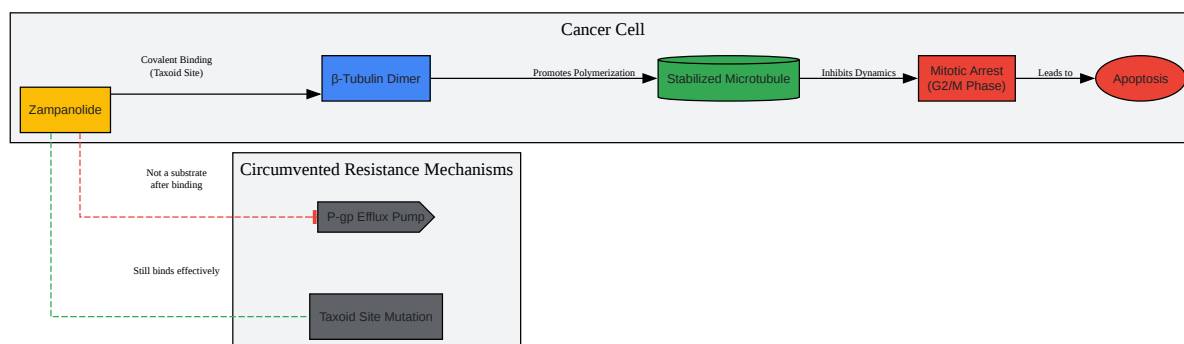 Cancer Cell
Covalent Binding
(Taxoid Site)
Zampanolide
β-Tubulin Dimer
Promotes Polymerization
Stabilized Microtubule
Inhibits Dynamics
Mitotic Arrest
(G2/M Phase)
Leads to
Apoptosis
Circumvented Resistance Mechanisms
Not a substrate
after binding
P-gp Efflux Pump
Still binds effectively
Taxoid Site Mutation